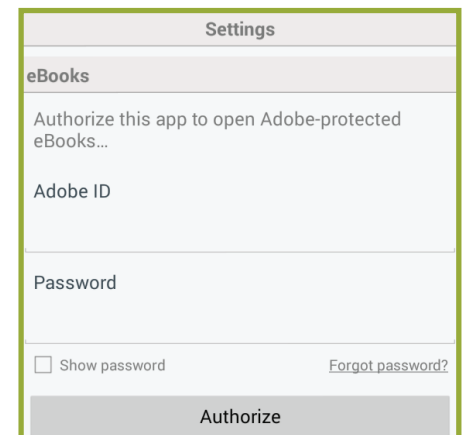 Settings
eBooks
Authorize this app to open Adobe-protected
eBooks…
Adobe ID
Password
Show password
Forgot password?
Authorize